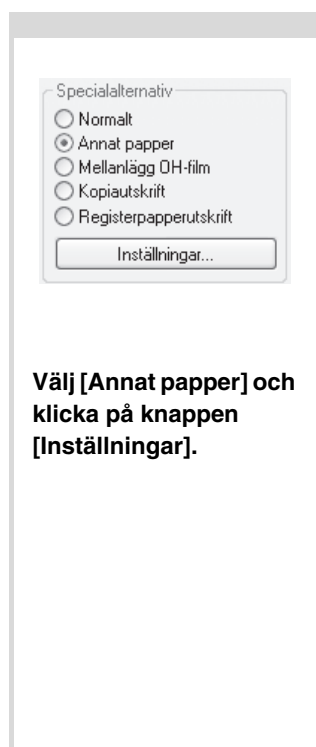 Specialalternativ
Normalt
Annat papper
Mellanlägg OH-film
Kopiautskrift
Registerpapperutskrift
Inställningar...
Välj [Annat papper] och
klicka på knappen
[Inställningar].